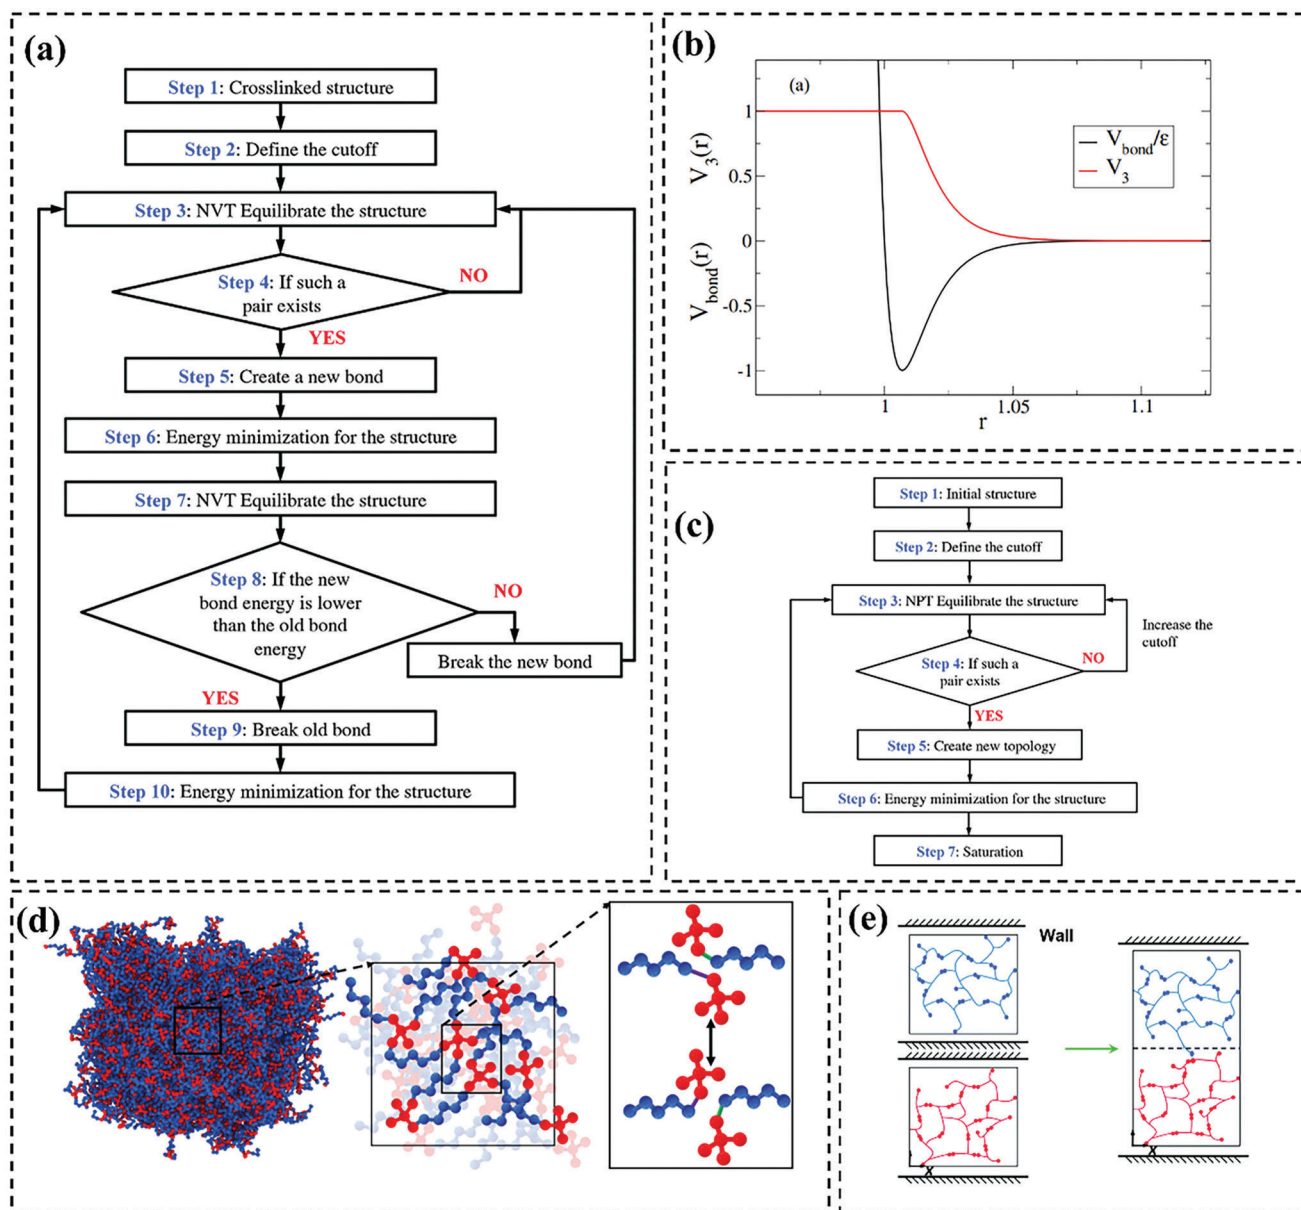 (a)
Step 1: Crosslinked structure
Step 2: Define the cutoff
Step 3: NVT Equilibrate the structure
Step 4: If such a
pair exists
NO
YES
Step 5: Create a new bond
Step 6: Energy minimization for the structure
Step 7: NVT Equilibrate the structure
Step 8: If the new
bond energy is lower
than the old bond
energy
NO
Break the new bond
YES
Step 9: Break old bond
Step 10: Energy minimization for the structure
(b)
(a)
V_bond/ε
V_3
V_bond(r) V_3(r)
1
0.5
0
-0.5
-1
1 1.05 1.1
r
(c)
Step 1: Initial structure
Step 2: Define the cutoff
Step 3: NPT Equilibrate the structure
Increase the
cutoff
Step 4: If such a
pair exists
NO
YES
Step 5: Create new topology
Step 6: Energy minimization for the structure
Step 7: Saturation
(d)
(e)
Wall
X
X